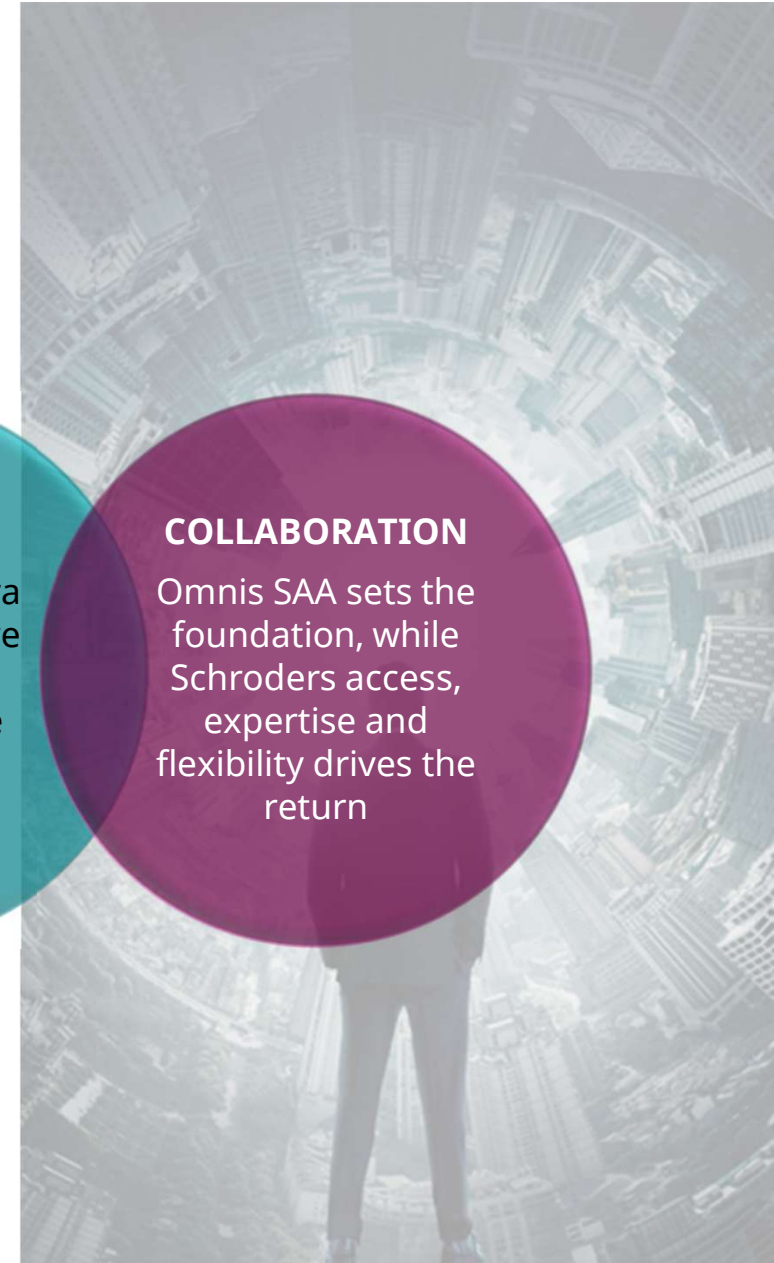 COLLABORATION
Omnis SAA sets the
foundation, while
Schroders access,
expertise and
flexibility drives the
return